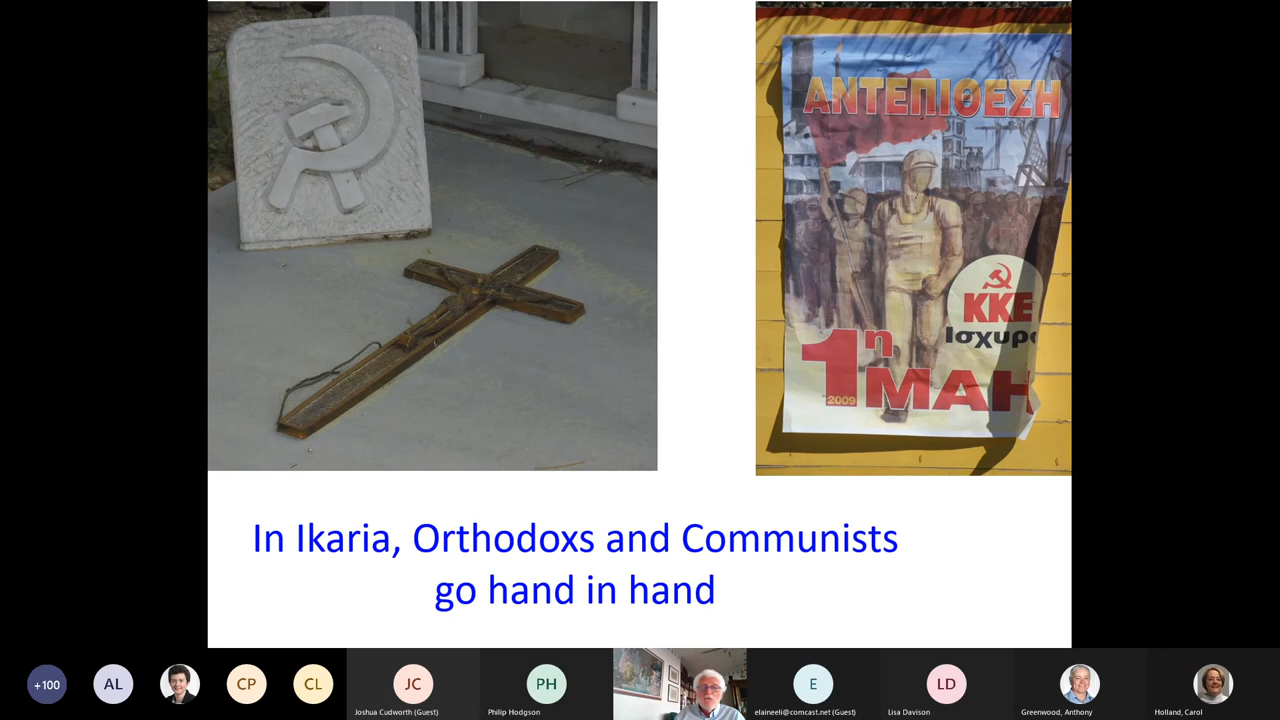 ΑΝΤΕΠΙΘΕΣΗ
ΚΚΕ
1η
2009
ΜΑΗ
In Ikaria, Orthodoxs and Communists
go hand in hand
+100
AL
CP
CL
JC
PH
E
LD
Joshua Cudworth (Guest)
Philip Hodgson
elaineeli@comcast.net (Guest)
Lisa Davison
Greenwood, Anthony
Holland, Carol